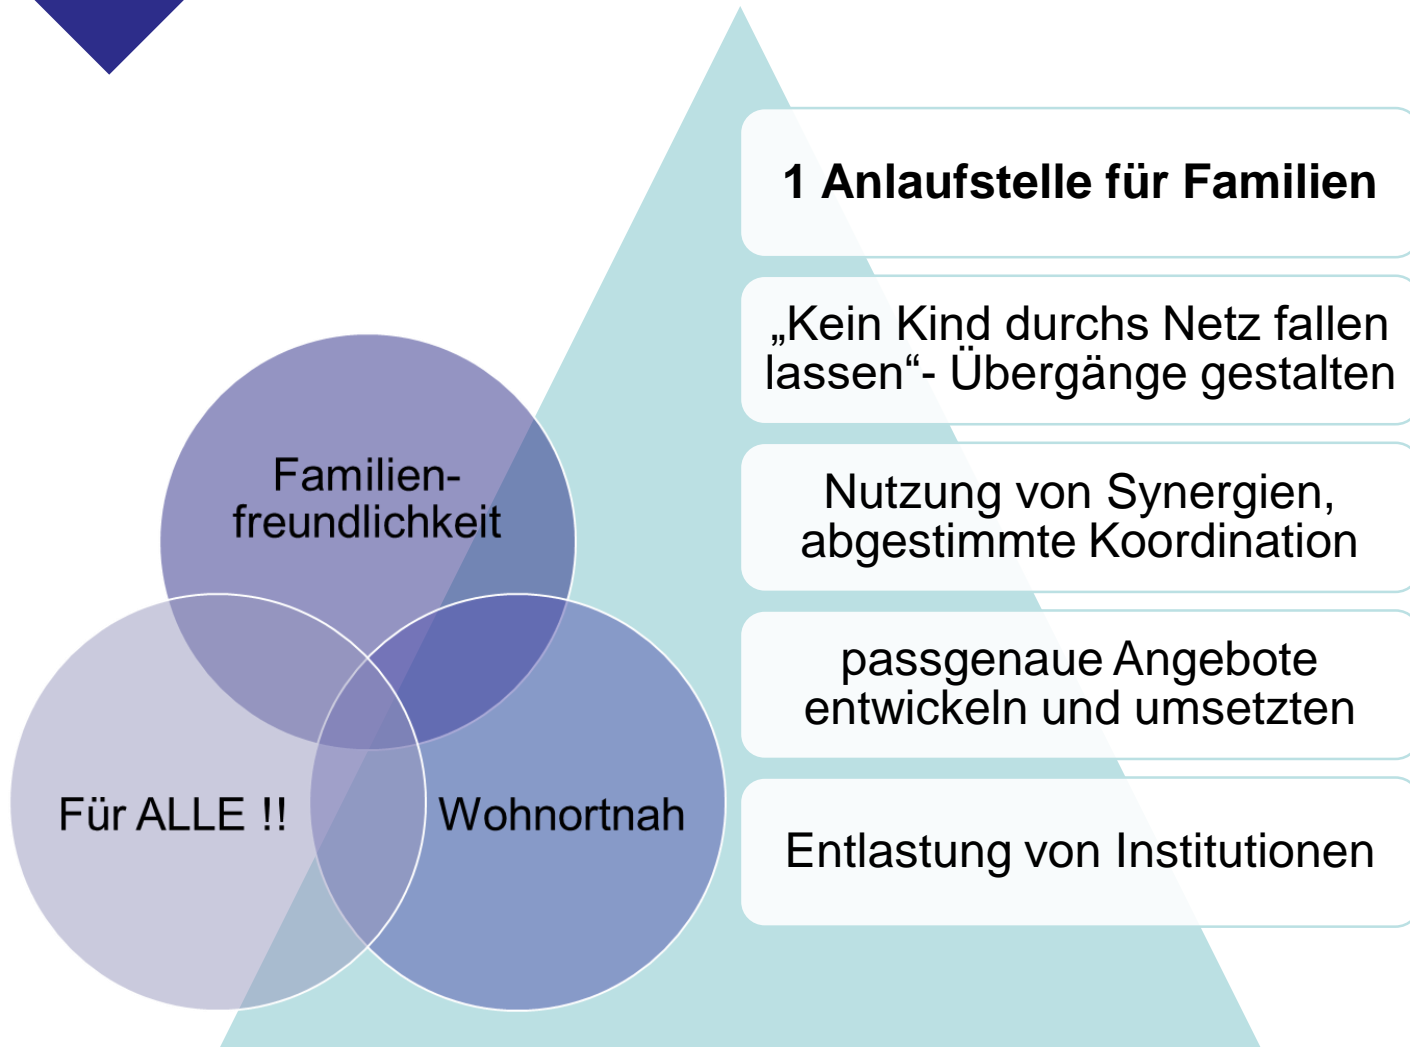 1 Anlaufstelle für Familien
„Kein Kind durchs Netz fallen
lassen“- Übergänge gestalten
Nutzung von Synergien,
abgestimmte Koordination
passgenaue Angebote
entwickeln und umsetzten
Entlastung von Institutionen
Familien-
freundlichkeit
Für ALLE !!
Wohnortnah